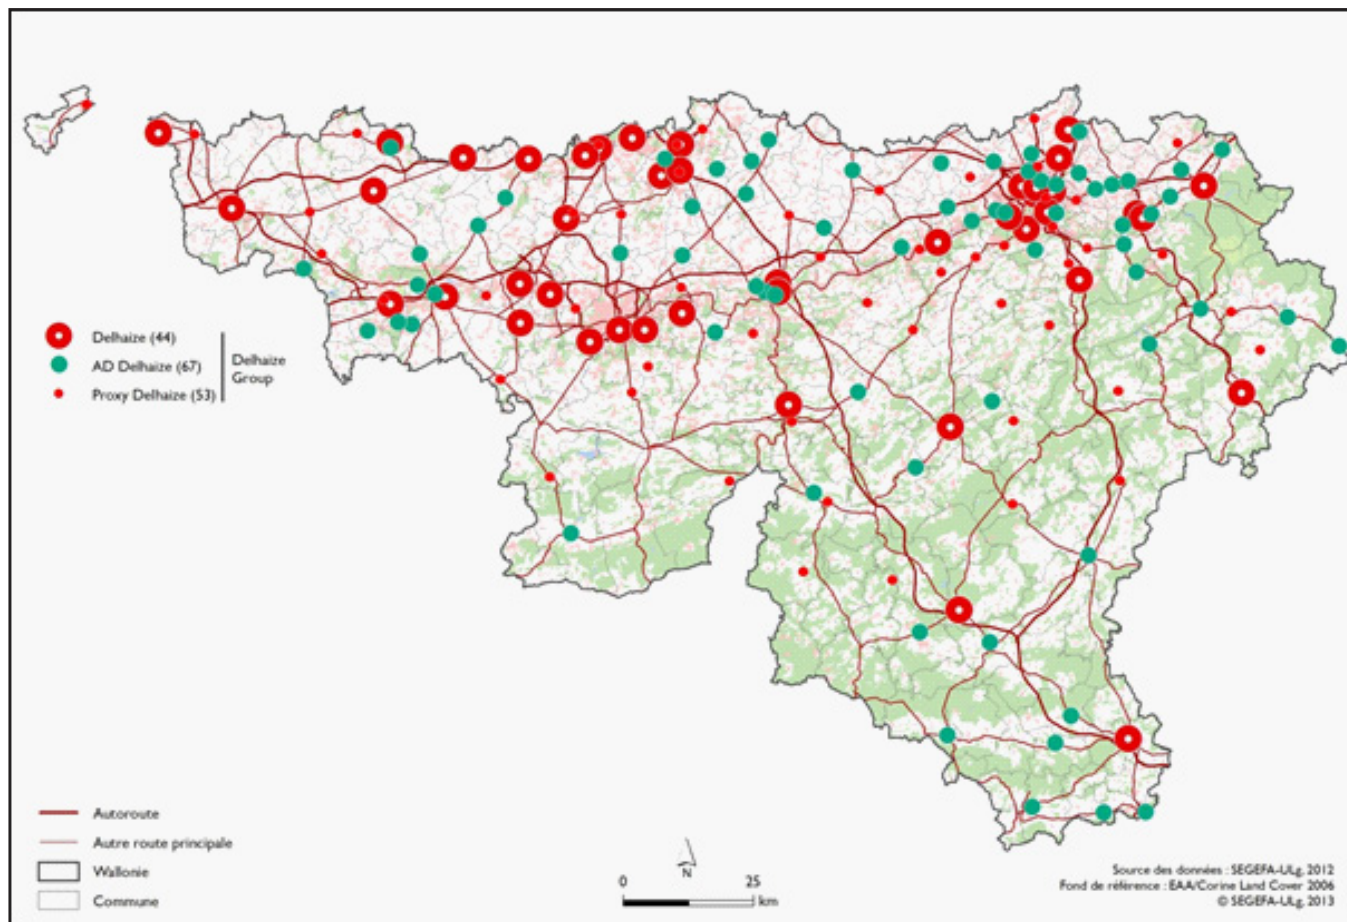 Delhaize (44)
AD Delhaize (67)
Proxy Delhaize (53)
Delhaize
Group
Autoroute
Autre route principale
Wallonie
Commune
N
0 25
km
Source des données : SEGEFA-ULg, 2012
Fond de référence : EAA/Corine Land Cover 2006
© SEGEFA-ULg, 2013